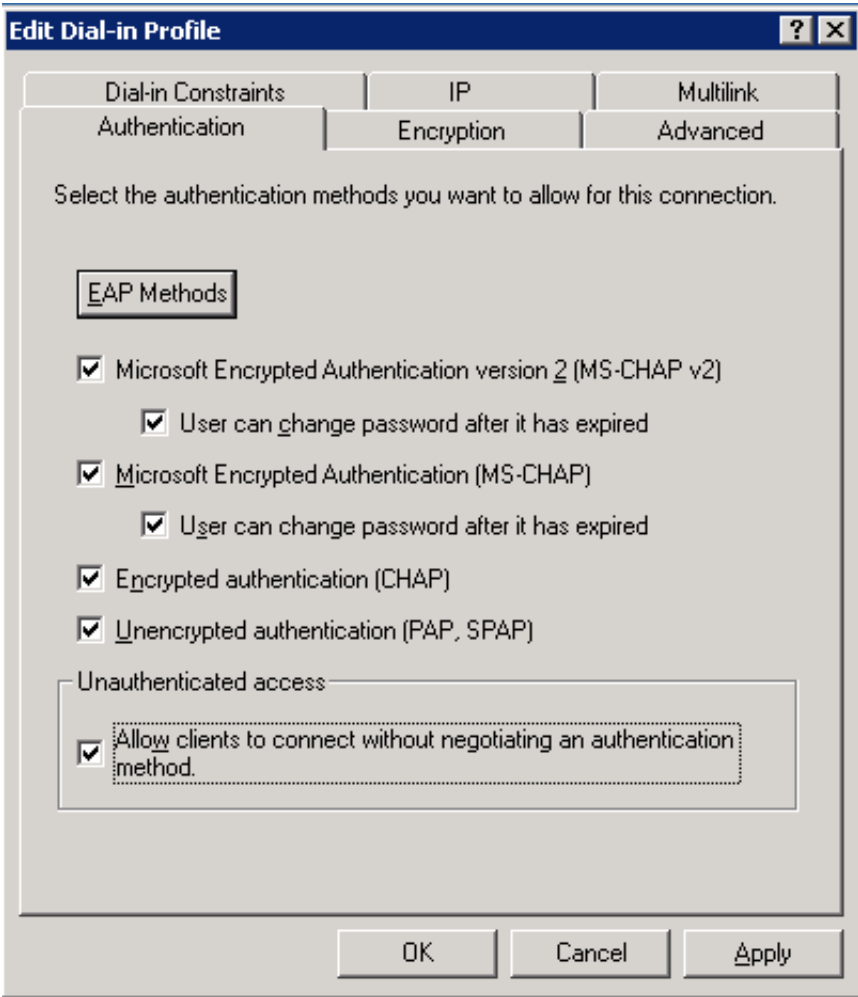 Edit Dial-in Profile
Dial-in Constraints
IP
Multilink
Authentication
Encryption
Advanced
Select the authentication methods you want to allow for this connection.
EAP Methods
Microsoft Encrypted Authentication version 2 (MS-CHAP v2)
User can change password after it has expired
Microsoft Encrypted Authentication (MS-CHAP)
User can change password after it has expired
Encrypted authentication (CHAP)
Unencrypted authentication (PAP, SPAP)
Unauthenticated access
Allow clients to connect without negotiating an authentication
method.
OK
Cancel
Apply